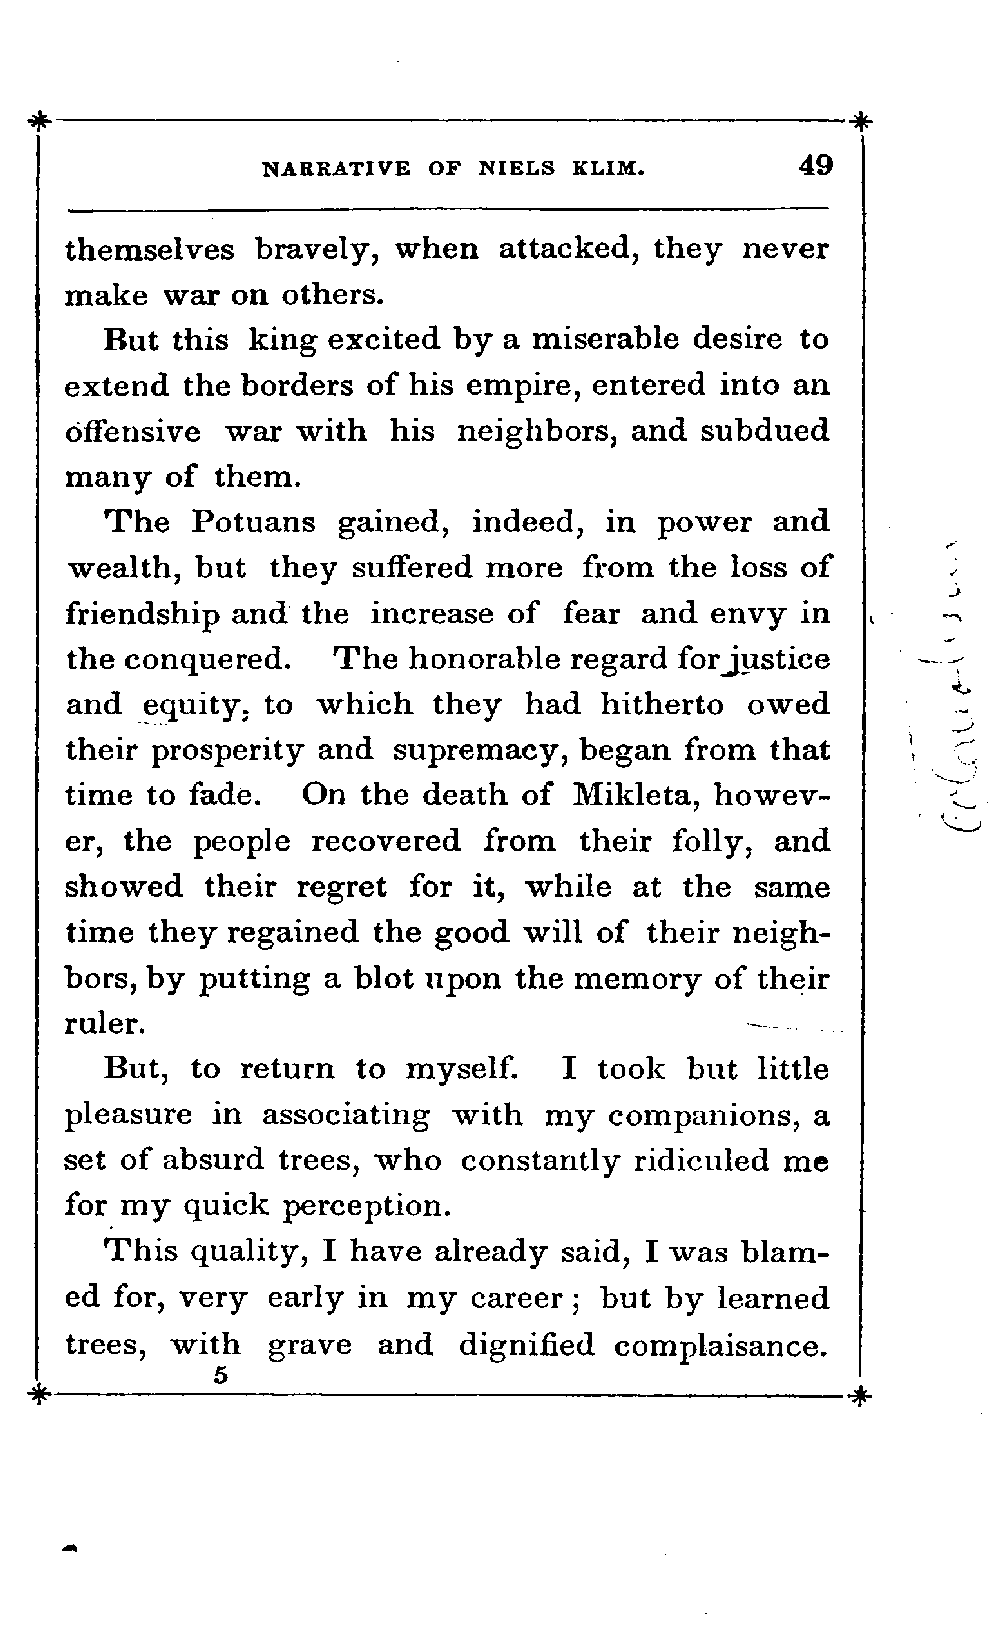 NARRATIVE OF NIELS KLIM. 49
themselves bravely, when attacked, they never
make war on others.
But this king excited by a miserable desire to
extend the borders of his empire, entered into an
offensive war with his neighbors, and subdued
many of them.
The Potuans gained, indeed, in power and
wealth, but they suffered more from the loss of
friendship and the increase of fear and envy in
the conquered. The honorable regard for justice
and equity, to which they had hitherto owed
their prosperity and supremacy, began from that
time to fade. On the death of Mikleta, howev-
er, the people recovered from their folly, and
showed their regret for it, while at the same
time they regained the good will of their neigh-
bors, by putting a blot upon the memory of their
ruler.
But, to return to myself. I took but little
pleasure in associating with my companions, a
set of absurd trees, who constantly ridiculed me
for my quick perception.
This quality, I have already said, I was blam-
ed for, very early in my career; but by learned
trees, with grave and dignified complaisance.
5